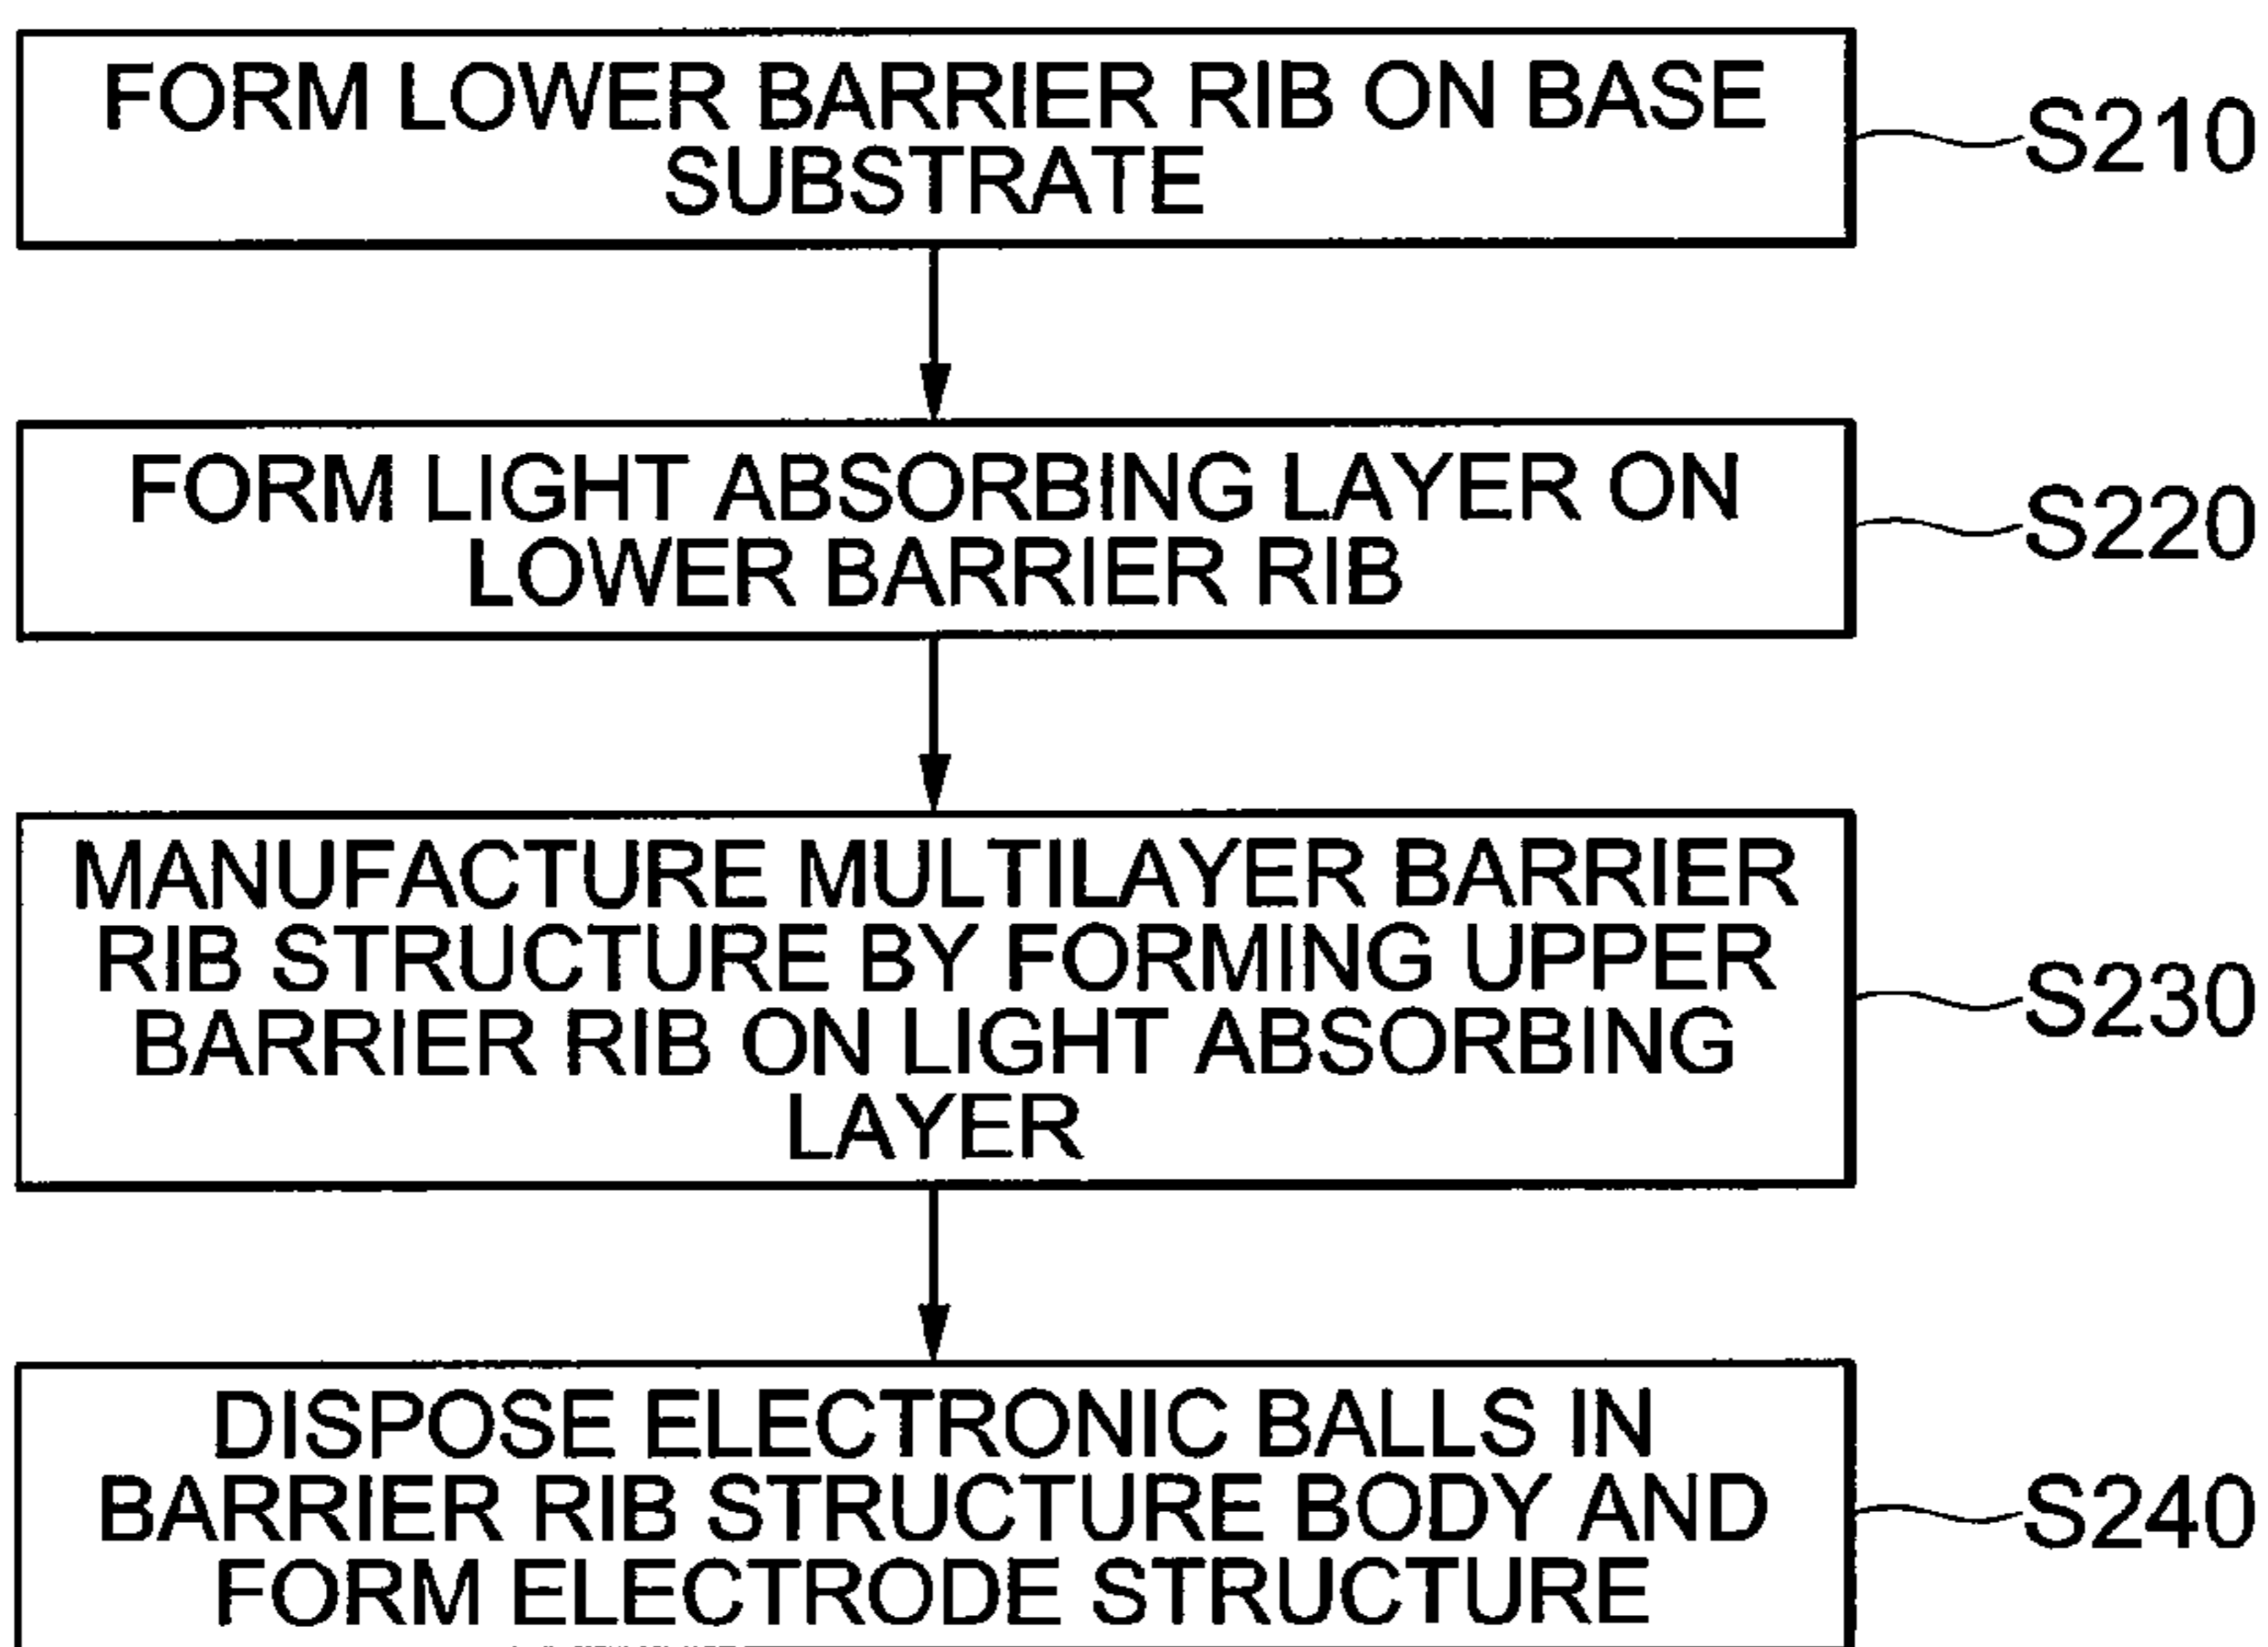 FORM LOWER BARRIER RIB ON BASE
SUBSTRATE
S210
FORM LIGHT ABSORBING LAYER ON
LOWER BARRIER RIB
S220
MANUFACTURE MULTILAYER BARRIER
RIB STRUCTURE BY FORMING UPPER
BARRIER RIB ON LIGHT ABSORBING
LAYER
S230
DISPOSE ELECTRONIC BALLS IN
BARRIER RIB STRUCTURE BODY AND
FORM ELECTRODE STRUCTURE
S240